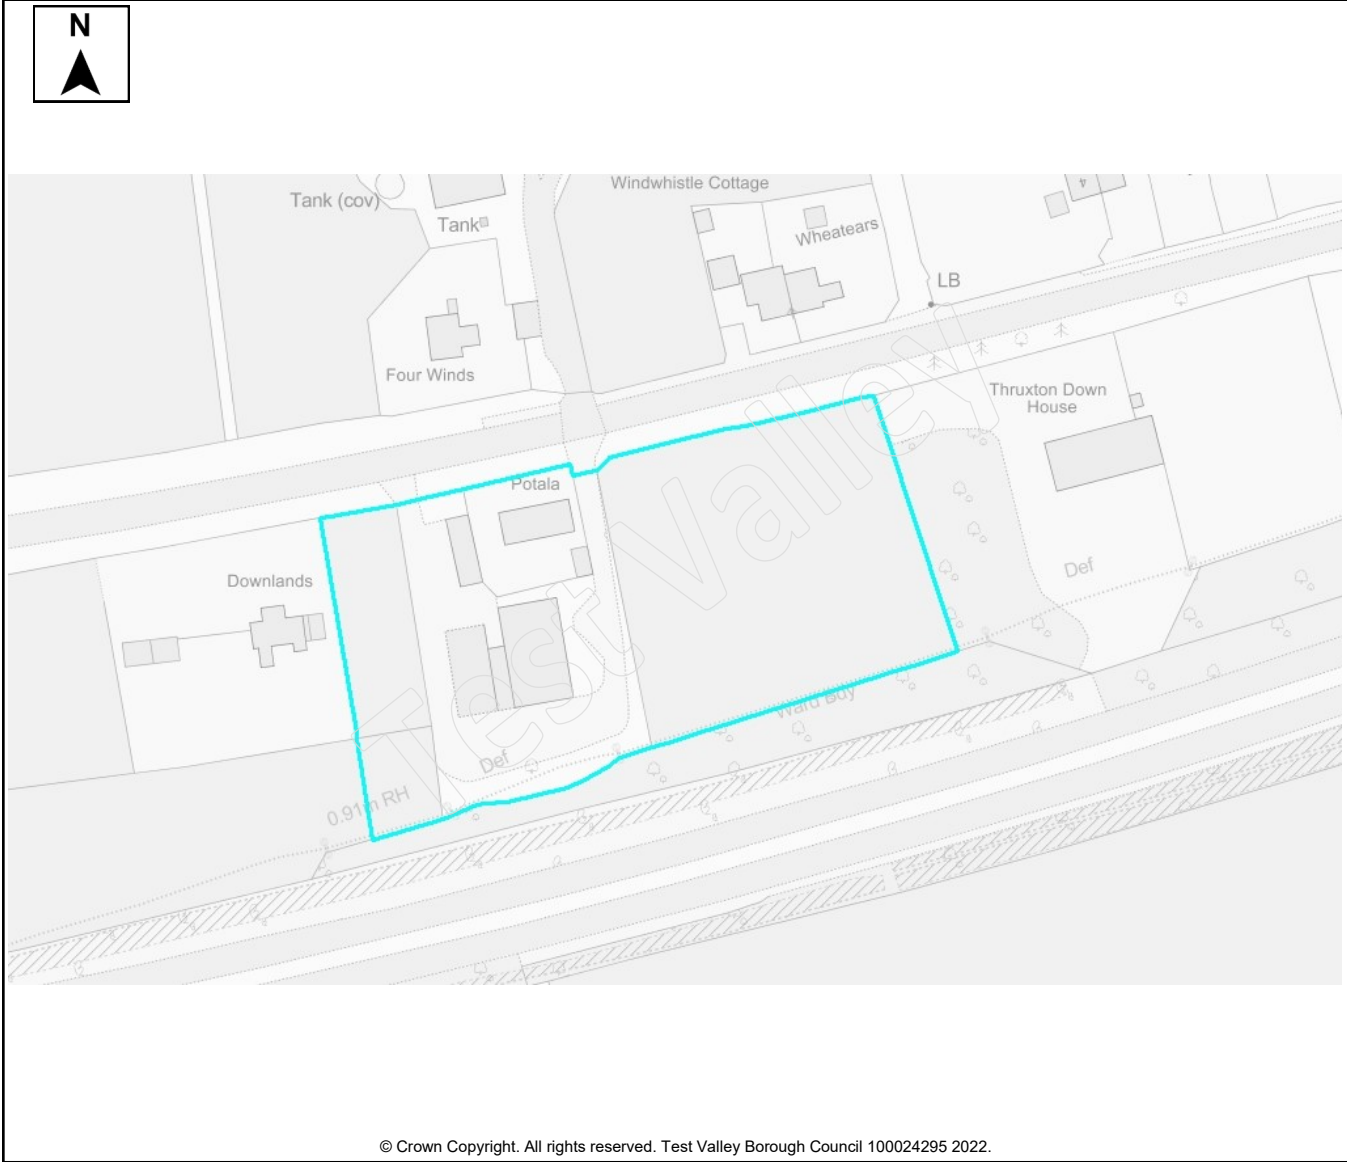 N
Windwhistle Cottage
Tank (cov)
Tank
Wheatears
4
LB
Four Winds
Thruxton Down
House
Potala
Downlands
Def
Test Valley
Ward Bdy
Def
0.91m RH
© Crown Copyright. All rights reserved. Test Valley Borough Council 100024295 2022.